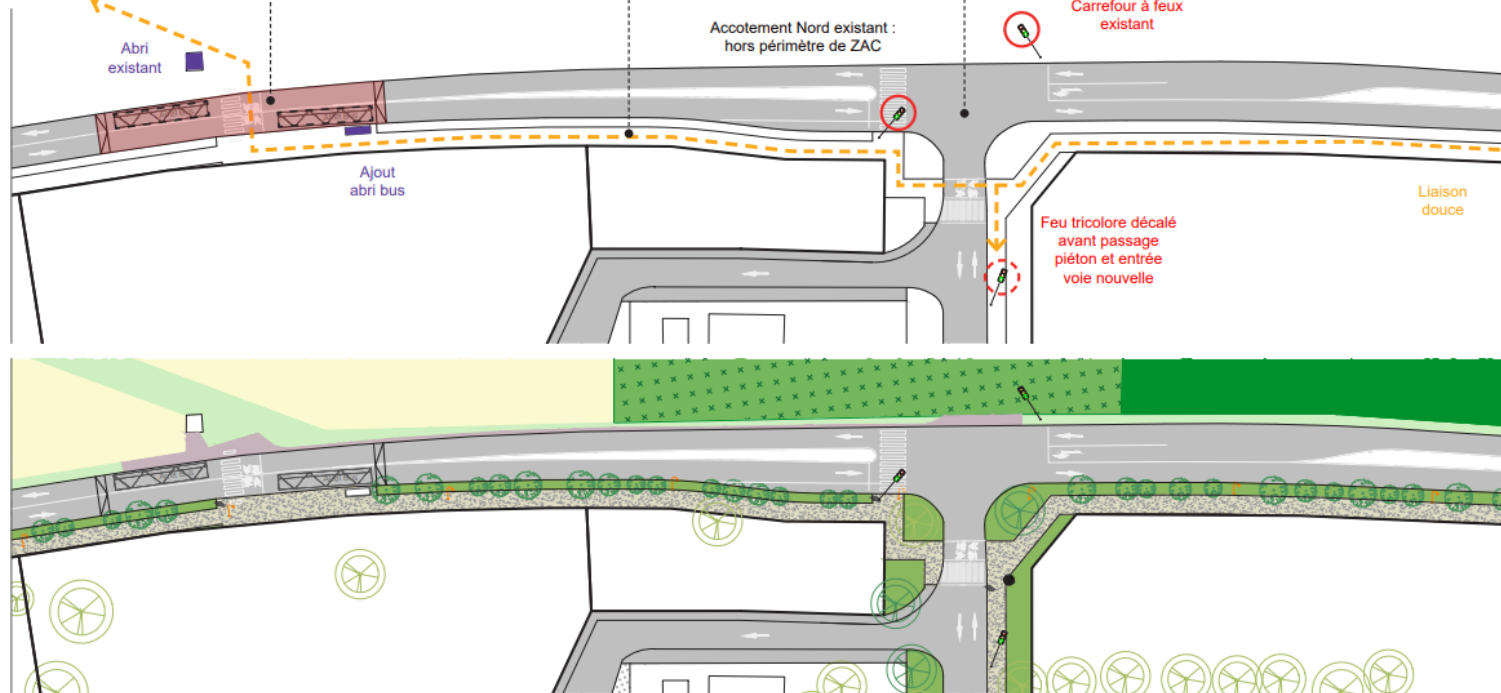 Carrefour à feux
existant
Accotement Nord existant :
hors périmètre de ZAC
Abri
existant
Ajout
abri bus
Liaison
douce
Feu tricolore décalé
avant passage
piéton et entrée
voie nouvelle